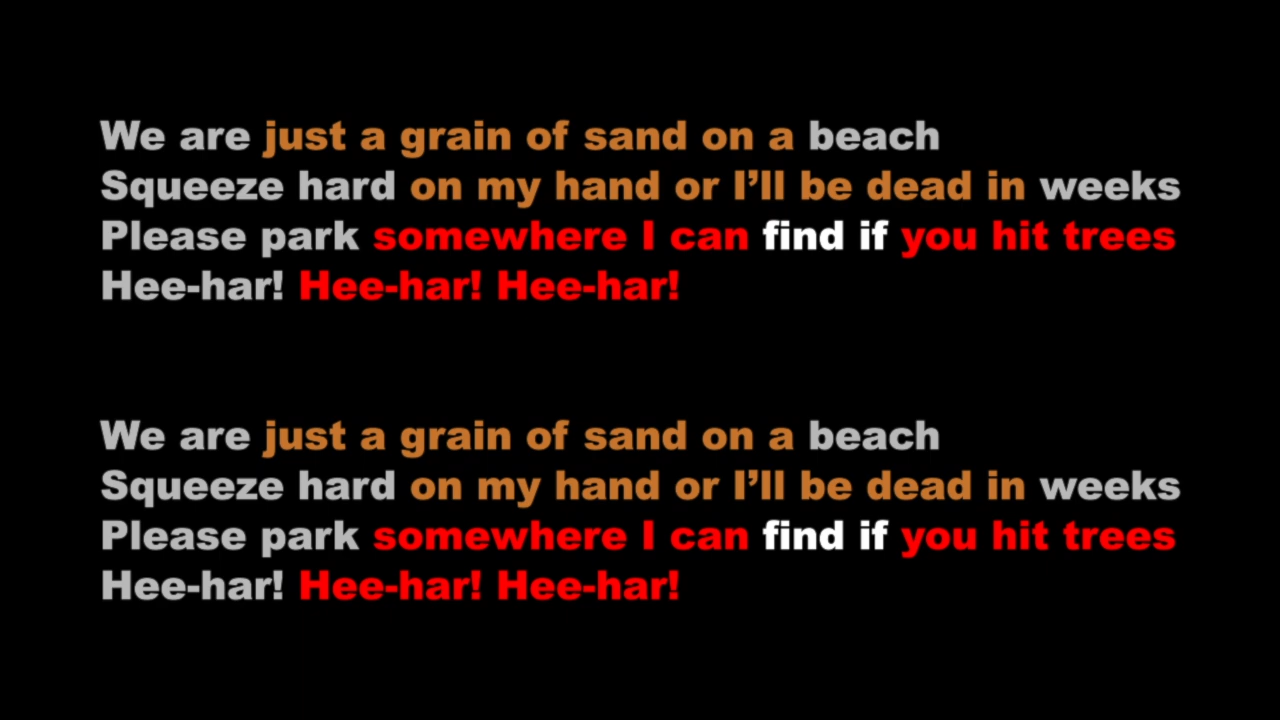 We are just a grain of sand on a beach
Squeeze hard on my hand or I’ll be dead in weeks
Please park somewhere I can find if you hit trees
Hee-har! Hee-har! Hee-har!
We are just a grain of sand on a beach
Squeeze hard on my hand or I’ll be dead in weeks
Please park somewhere I can find if you hit trees
Hee-har! Hee-har! Hee-har!